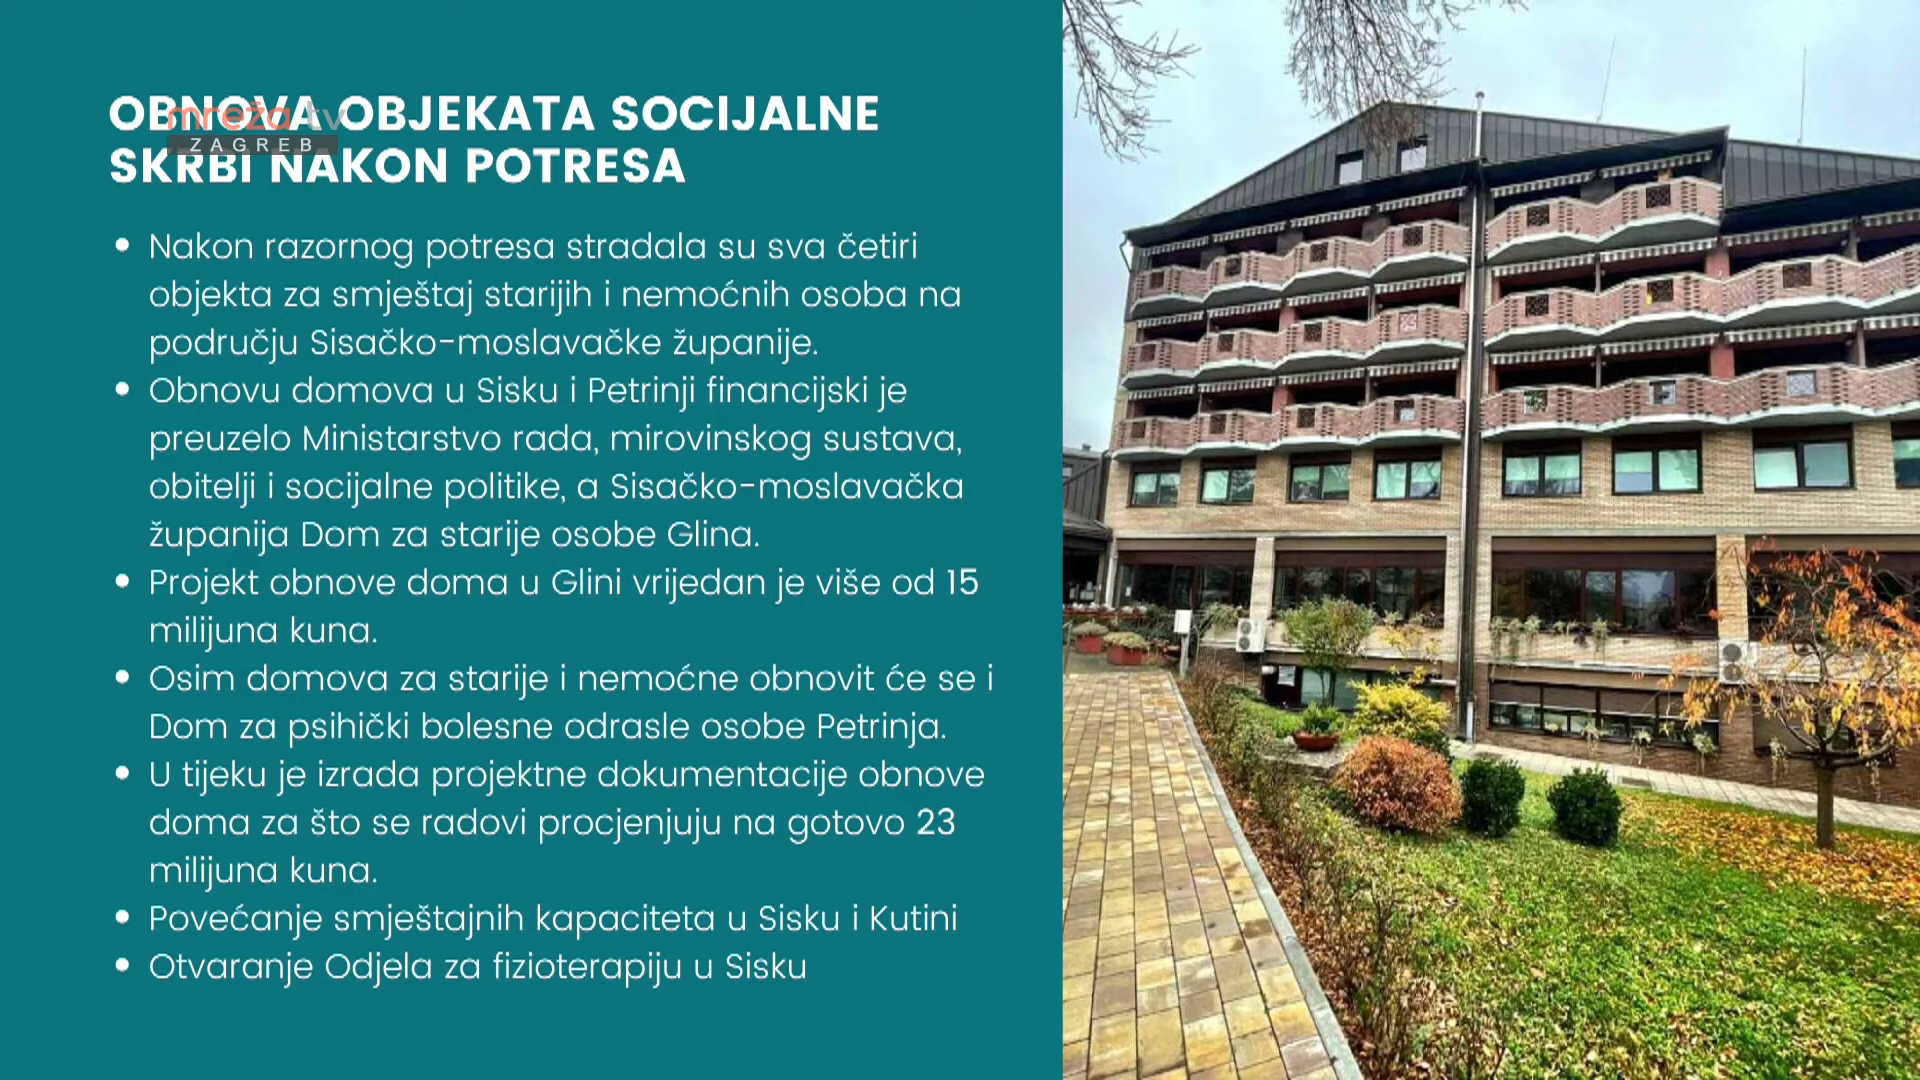 OBNOVA OBJEKATA SOCIJALNE
mreža tv
ZAGREB
SKRBI NAKON POTRESA
• Nakon razornog potresa stradala su sva četiri
objekta za smještaj starijih i nemoćnih osoba na
području Sisačko-moslavačke županije.
• Obnovu domova u Sisku i Petrinji financijski je
preuzelo Ministarstvo rada, mirovinskog sustava,
obitelji i socijalne politike, a Sisačko-moslavačka
županija Dom za starije osobe Glina.
• Projekt obnove doma u Glini vrijedan je više od 15
milijuna kuna.
• Osim domova za starije i nemoćne obnovit će se i
Dom za psihički bolesne odrasle osobe Petrinja.
• U tijeku je izrada projektne dokumentacije obnove
doma za što se radovi procjenjuju na gotovo 23
milijuna kuna.
• Povećanje smještajnih kapaciteta u Sisku i Kutini
• Otvaranje Odjela za fizioterapiju u Sisku